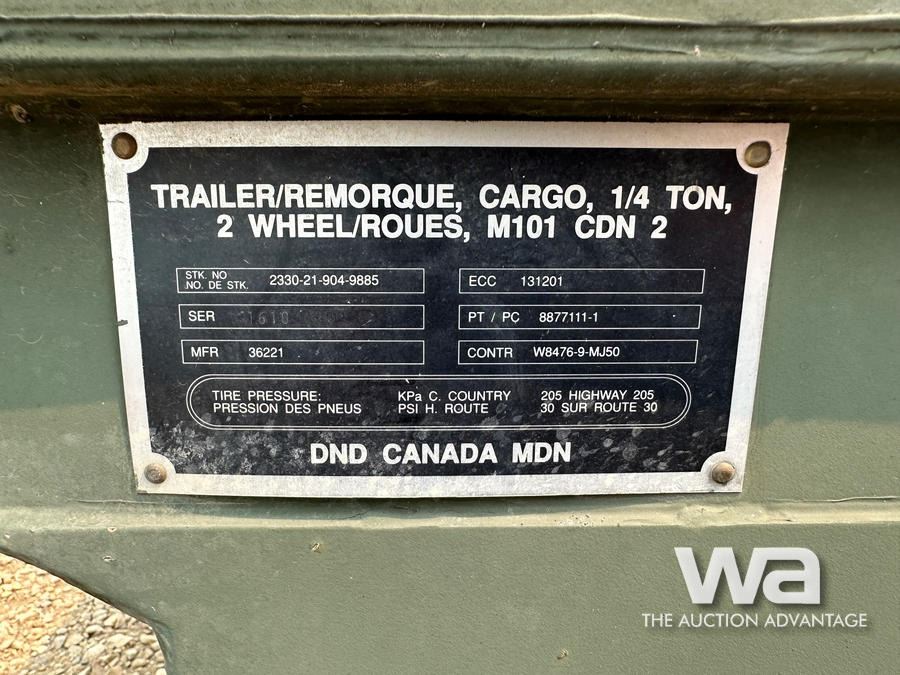 TRAILER/REMORQUE, CARGO, 1/4 TON,
2 WHEEL/ROUES, M101 CDN 2
STK. NO
.NO. DE STK. 2330-21-904-9885
ECC 131201
SER 1610
PT / PC 8877111-1
MFR 36221
CONTR W8476-9-MJ50
TIRE PRESSURE: KPa C. COUNTRY 205 HIGHWAY 205
PRESSION DES PNEUS PSI H. ROUTE 30 SUR ROUTE 30
DND CANADA MDN
wa
THE AUCTION ADVANTAGE